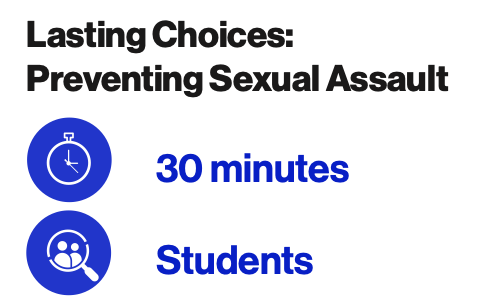 Lasting Choices:
Preventing Sexual Assault
30 minutes
Students